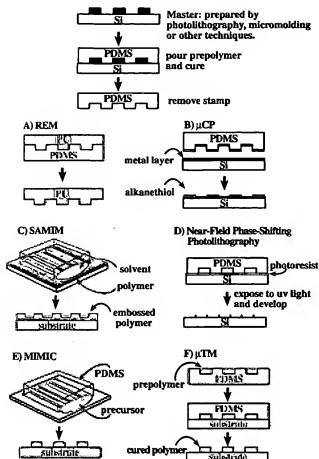 Master: prepared by
photolithography, micromolding
or other techniques.
Si
PDMS
pour prepolymer
and cure
Si
PDMS
remove stamp
A) REM
PU
PDMS
PU
B) μCP
PDMS
metal layer
Si
alkanethiol
Si
C) SAMIM
solvent
polymer
embossed
polymer
substrate
D) Near-Field Phase-Shifting
Photolithography
PDMS
photoresist
Si
expose to uv light
and develop
Si
E) MIMIC
PDMS
precursor
substrate
F) μTM
prepolymer
PDMS
PDMS
substrate
cured polymer
substrate